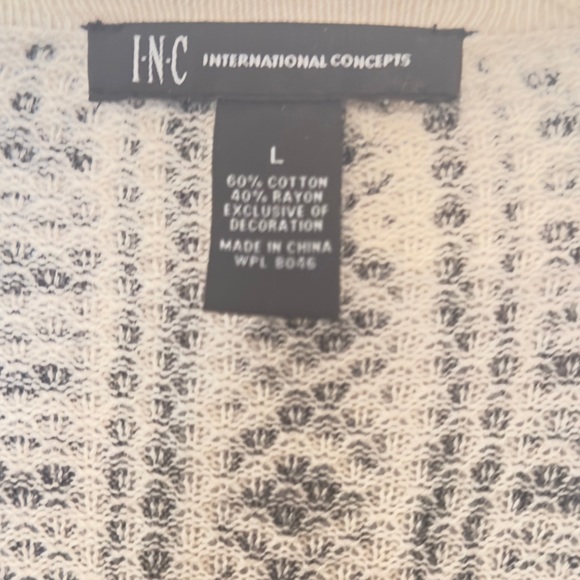 I·N·C INTERNATIONAL CONCEPTS
L
60% COTTON
40% RAYON
EXCLUSIVE OF
DECORATION
MADE IN CHINA
WPL 8046